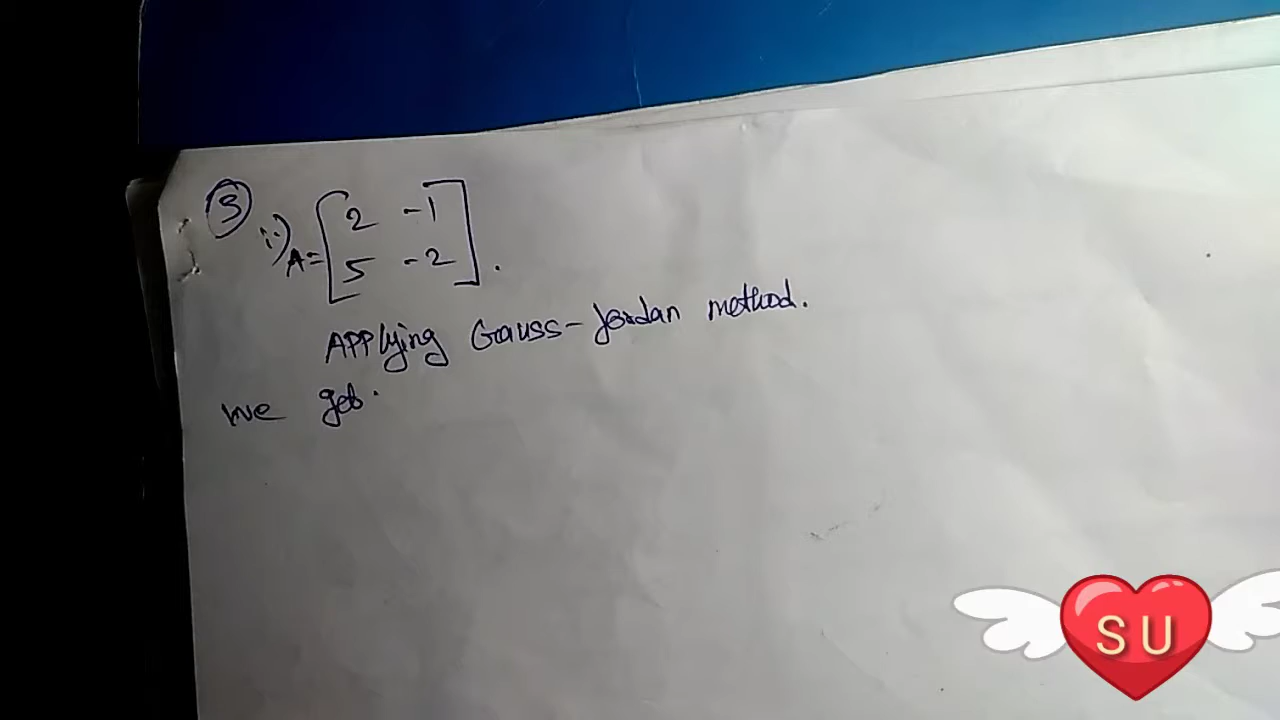 3
i) A = [ 2 -1
5 -2 ].
Applying Gauss-Jordan method.
we get.
SU